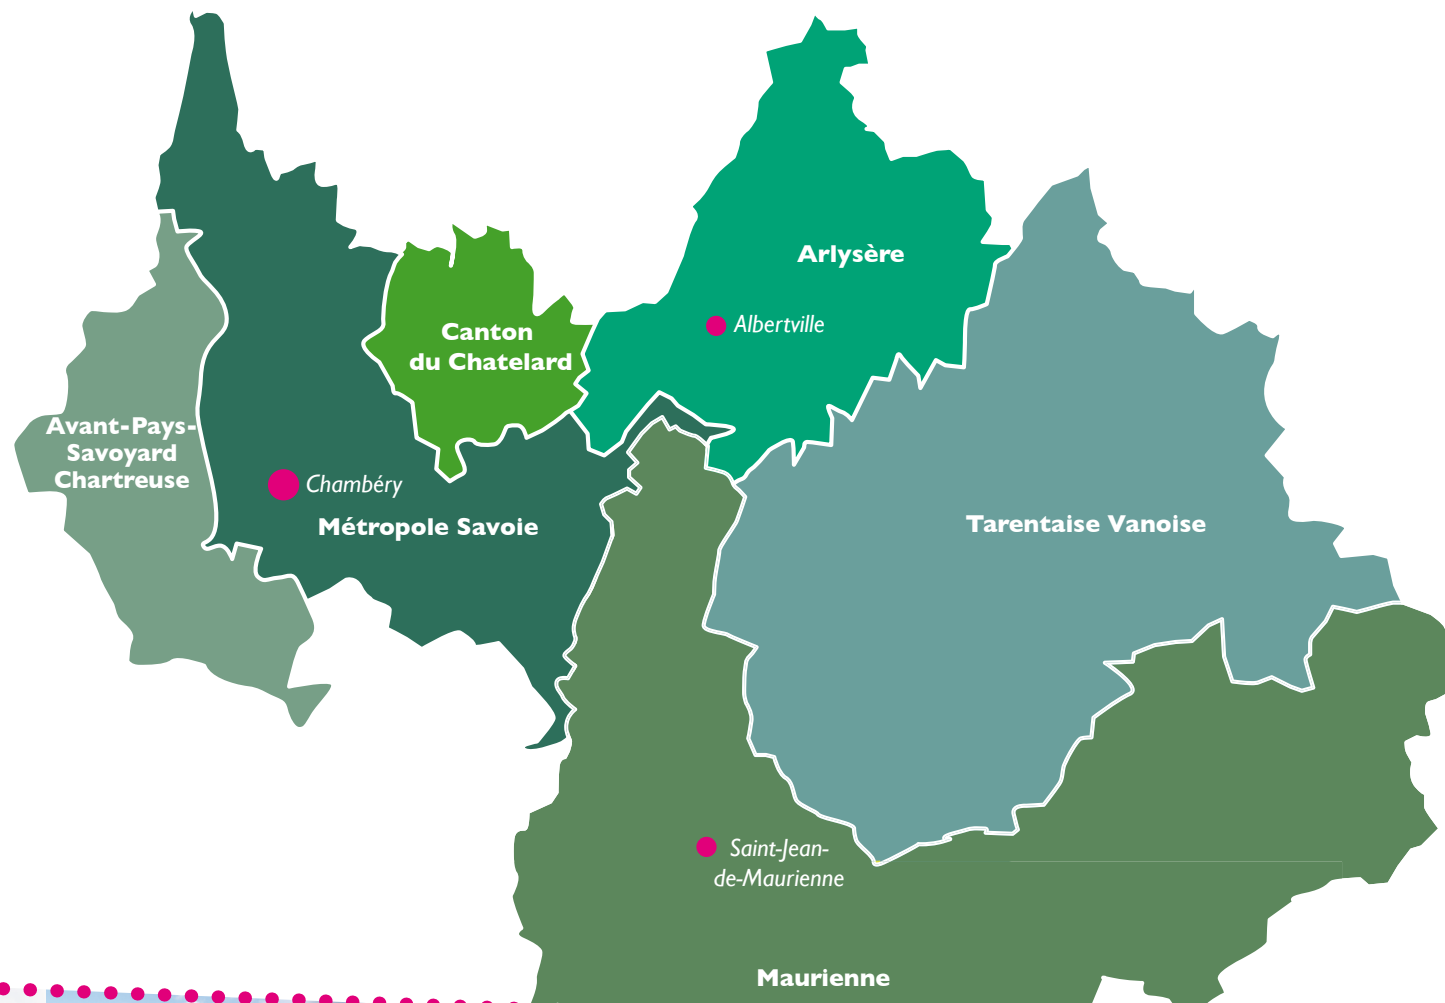 Arlysère
Albertville
Canton
du Chatelard
Avant-Pays-
Savoyard
Chartreuse
Chambéry
Métropole Savoie
Tarentaise Vanoise
Saint-Jean-
de-Maurienne
Maurienne